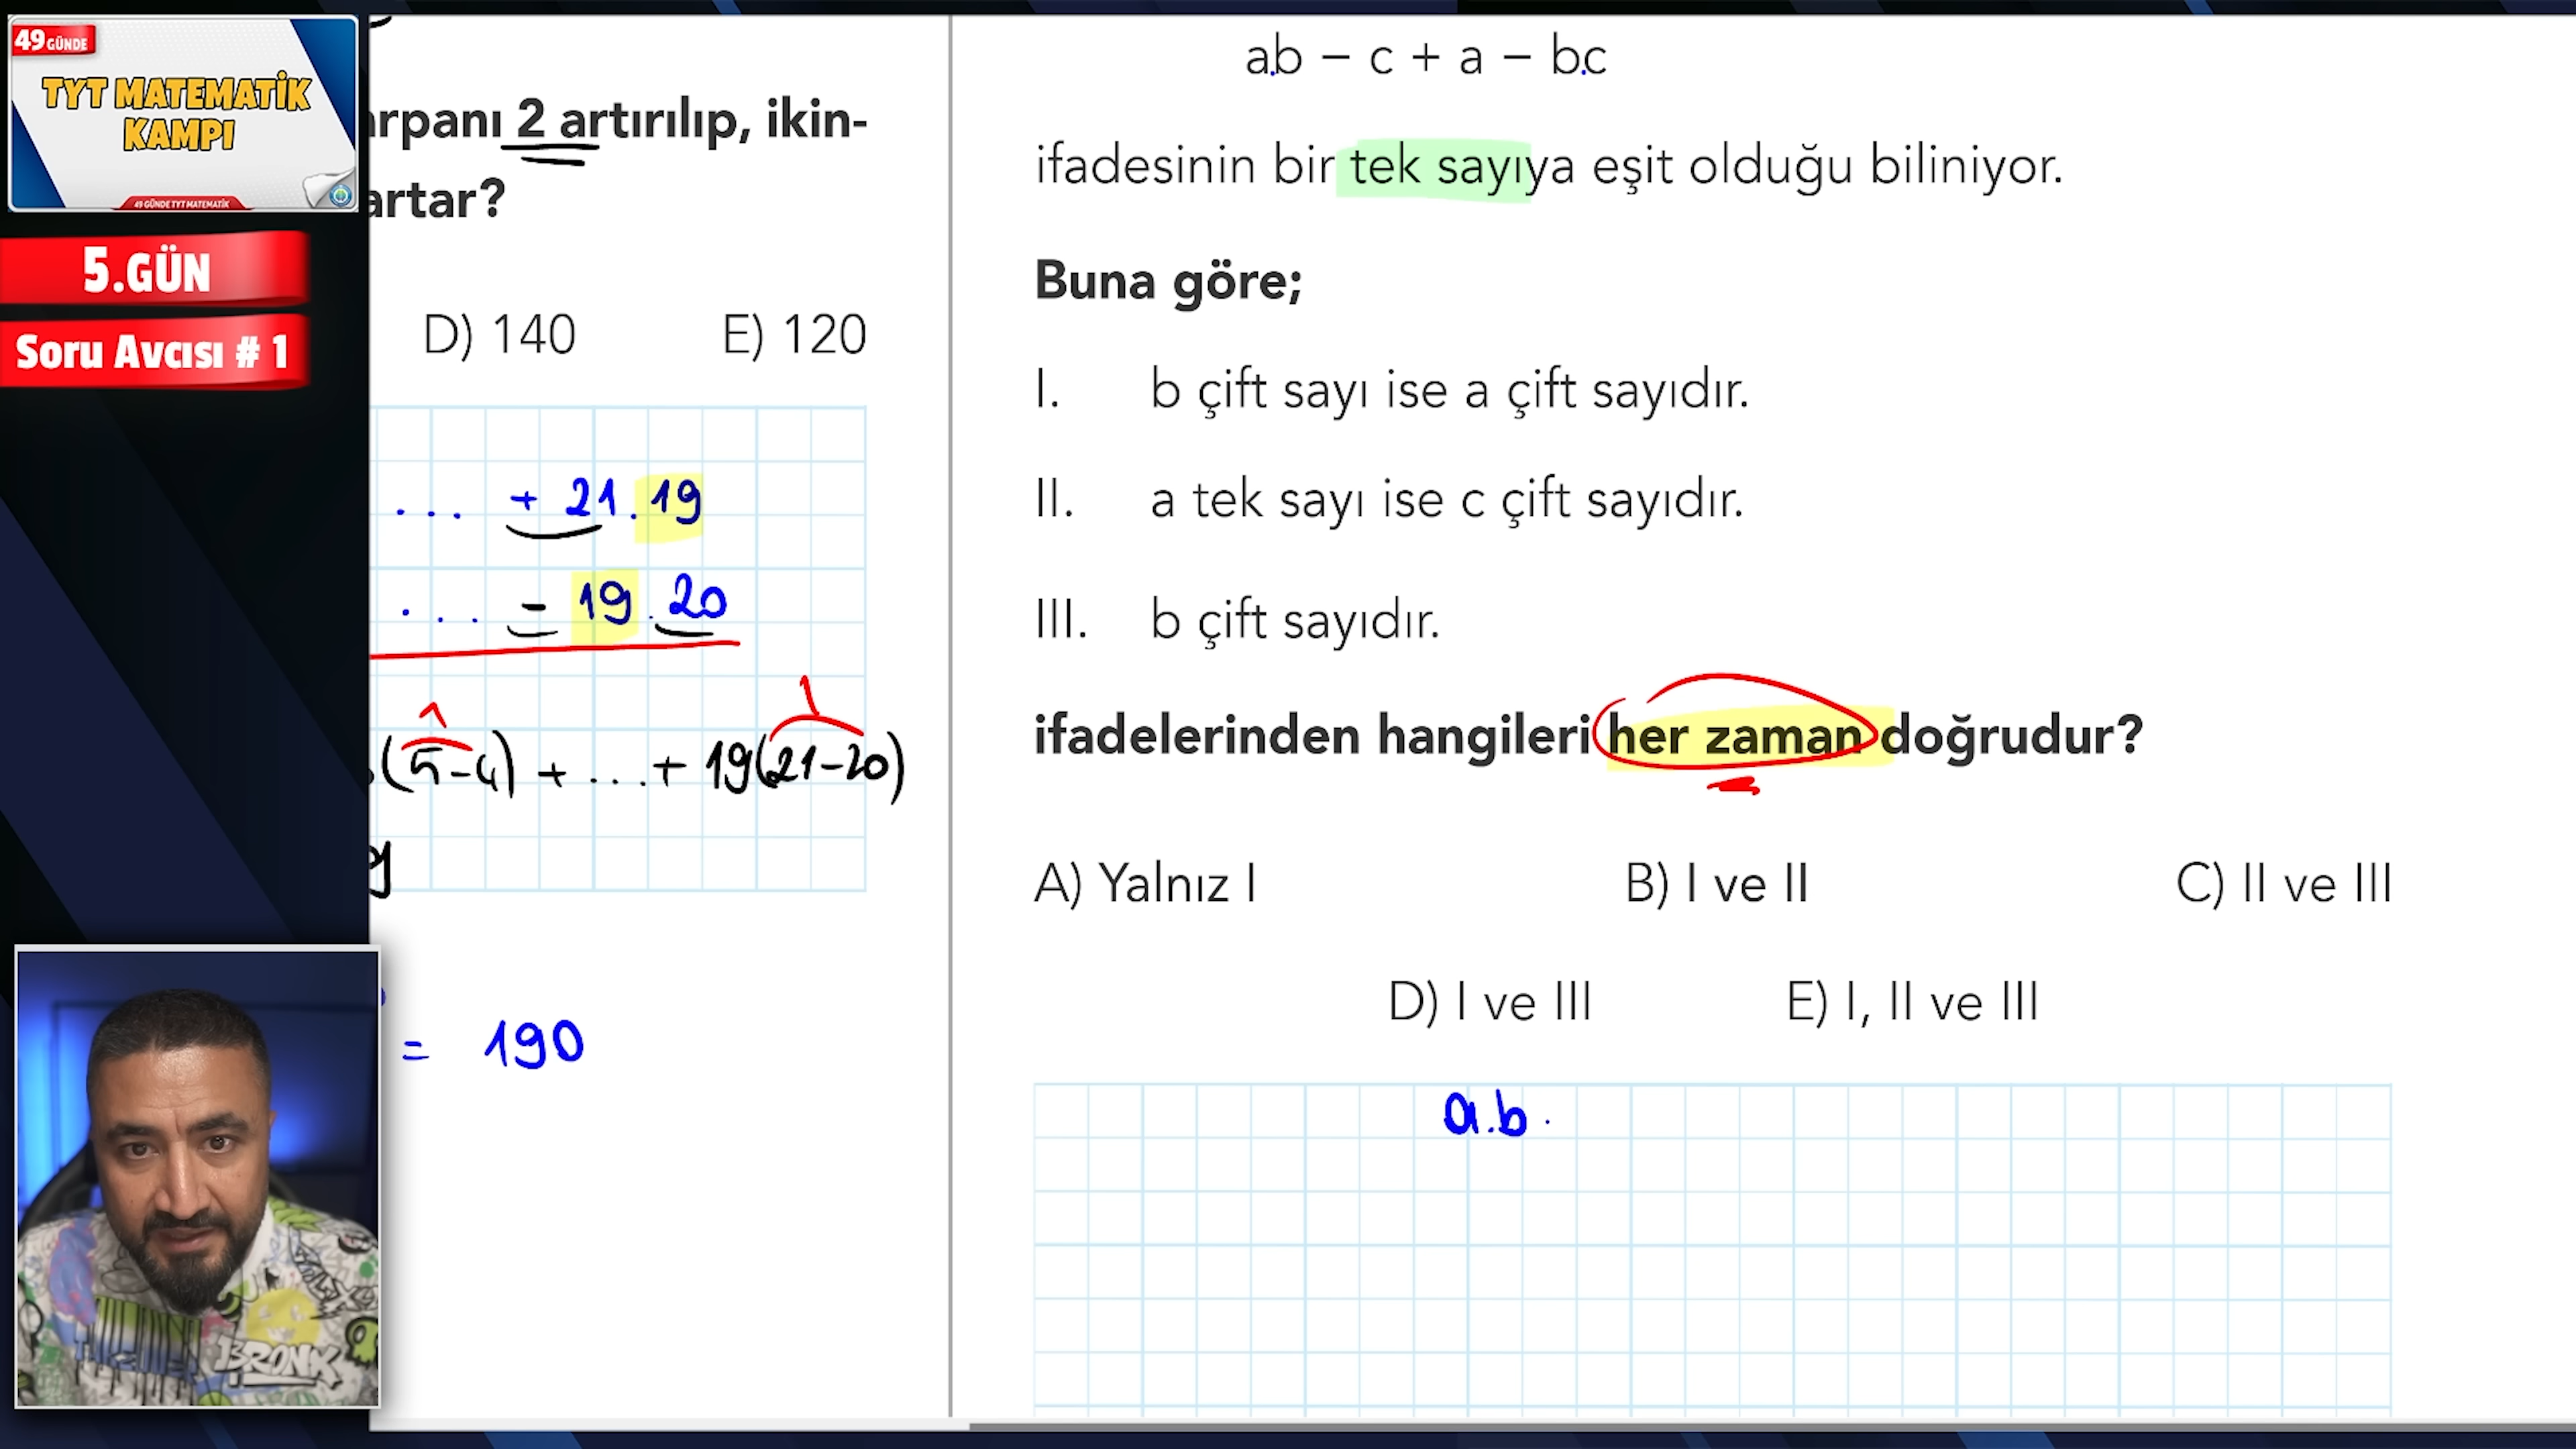 49 GÜNDE
TYT MATEMATİK
KAMPI
49 GÜNDE TYT MATEMATİK
5.GÜN
Soru Avcısı # 1
arpanı 2 artırılıp, ikin-
artar?
D) 140 E) 120
... + 21.19
... - 19.20
1 1
(5-4) + ... + 19(21-20)
= 190
ab − c + a − bc
ifadesinin bir tek sayıya eşit olduğu biliniyor.
Buna göre;
I. b çift sayı ise a çift sayıdır.
II. a tek sayı ise c çift sayıdır.
III. b çift sayıdır.
ifadelerinden hangileri her zaman doğrudur?
A) Yalnız I B) I ve II C) II ve III
D) I ve III E) I, II ve III
a.b.
BRONK